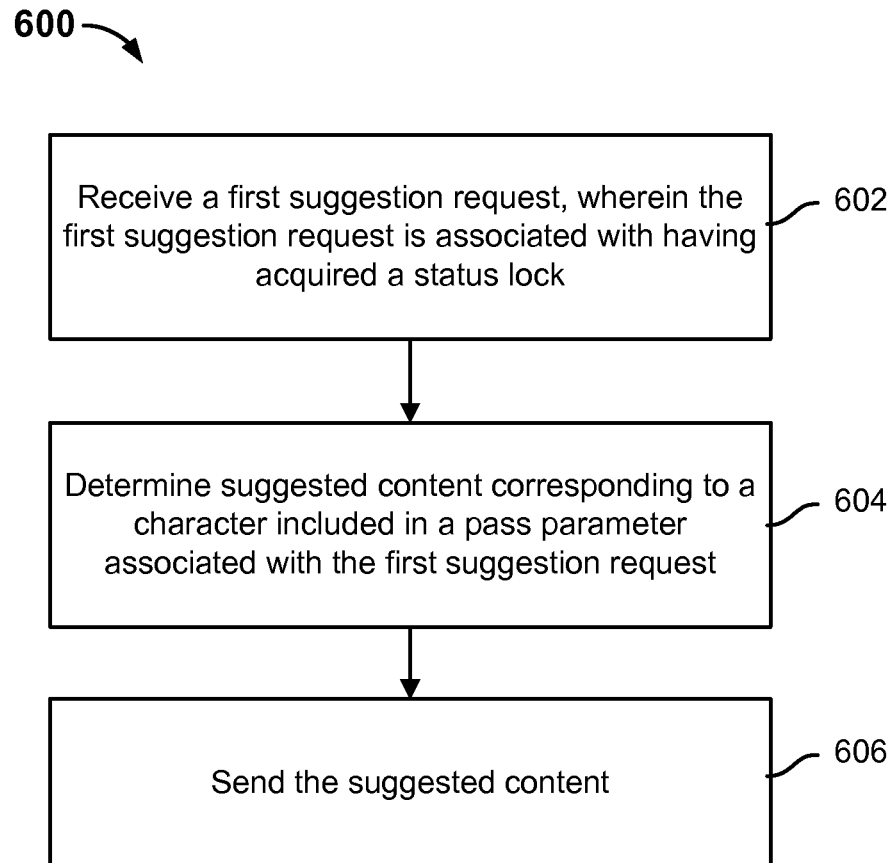 600
Receive a first suggestion request, wherein the
first suggestion request is associated with having
acquired a status lock
602
Determine suggested content corresponding to a
character included in a pass parameter
associated with the first suggestion request
604
Send the suggested content
606